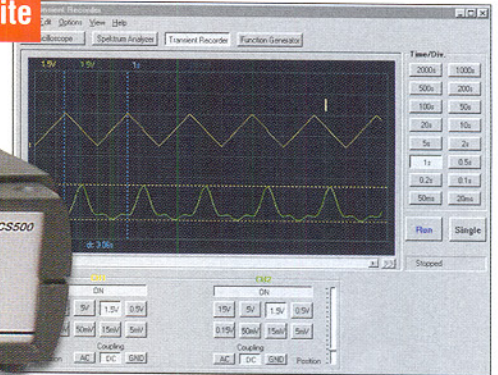 ite
Transient Recorder
Edit Options View Help
Oscilloscope Spektrum Analyzer Transient Recorder Function Generator
1.5V 1.5V 1s
dt: 3.06s
CS500
Time/Div.
2000s 1000s
500s 200s
100s 50s
20s 10s
5s 2s
1s 0.5s
0.2s 0.1s
50ms 20ms
Run Single
Stopped
CH1
ON
5V 1.5V 0.5V
50mV 15mV 5mV
Coupling
AC DC GND
CH2
ON
15V 5V 1.5V 0.5V
0.15V 50mV 15mV 5mV
Coupling
AC DC GND Position